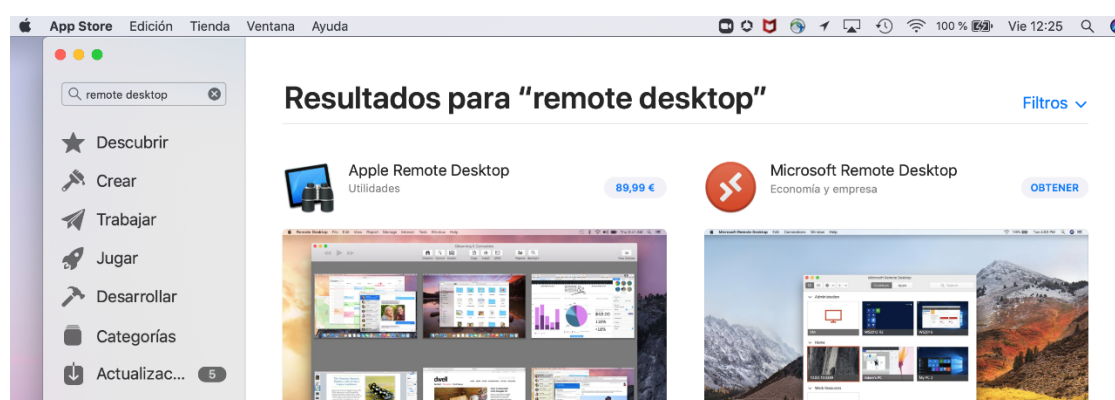 App Store Edición Tienda Ventana Ayuda 100 % Vie 12:25
remote desktop
Resultados para “remote desktop”
Filtros
Descubrir
Crear
Trabajar
Jugar
Desarrollar
Categorías
Actualizac... 5
Apple Remote Desktop
Utilidades
89,99 €
Microsoft Remote Desktop
Economía y empresa
OBTENER